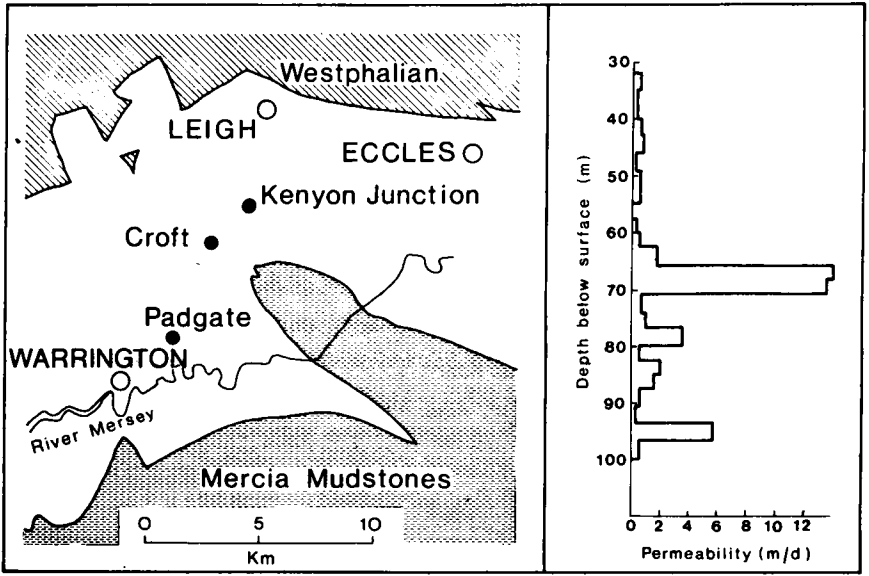 Westphalian
LEIGH
ECCLES
Kenyon Junction
Croft
Padgate
WARRINGTON
River Mersey
Mercia Mudstones
0 5 10
Km
30
40
50
60
70
80
90
100
Depth below surface (m)
0 2 4 6 8 10 12
Permeability (m/d)